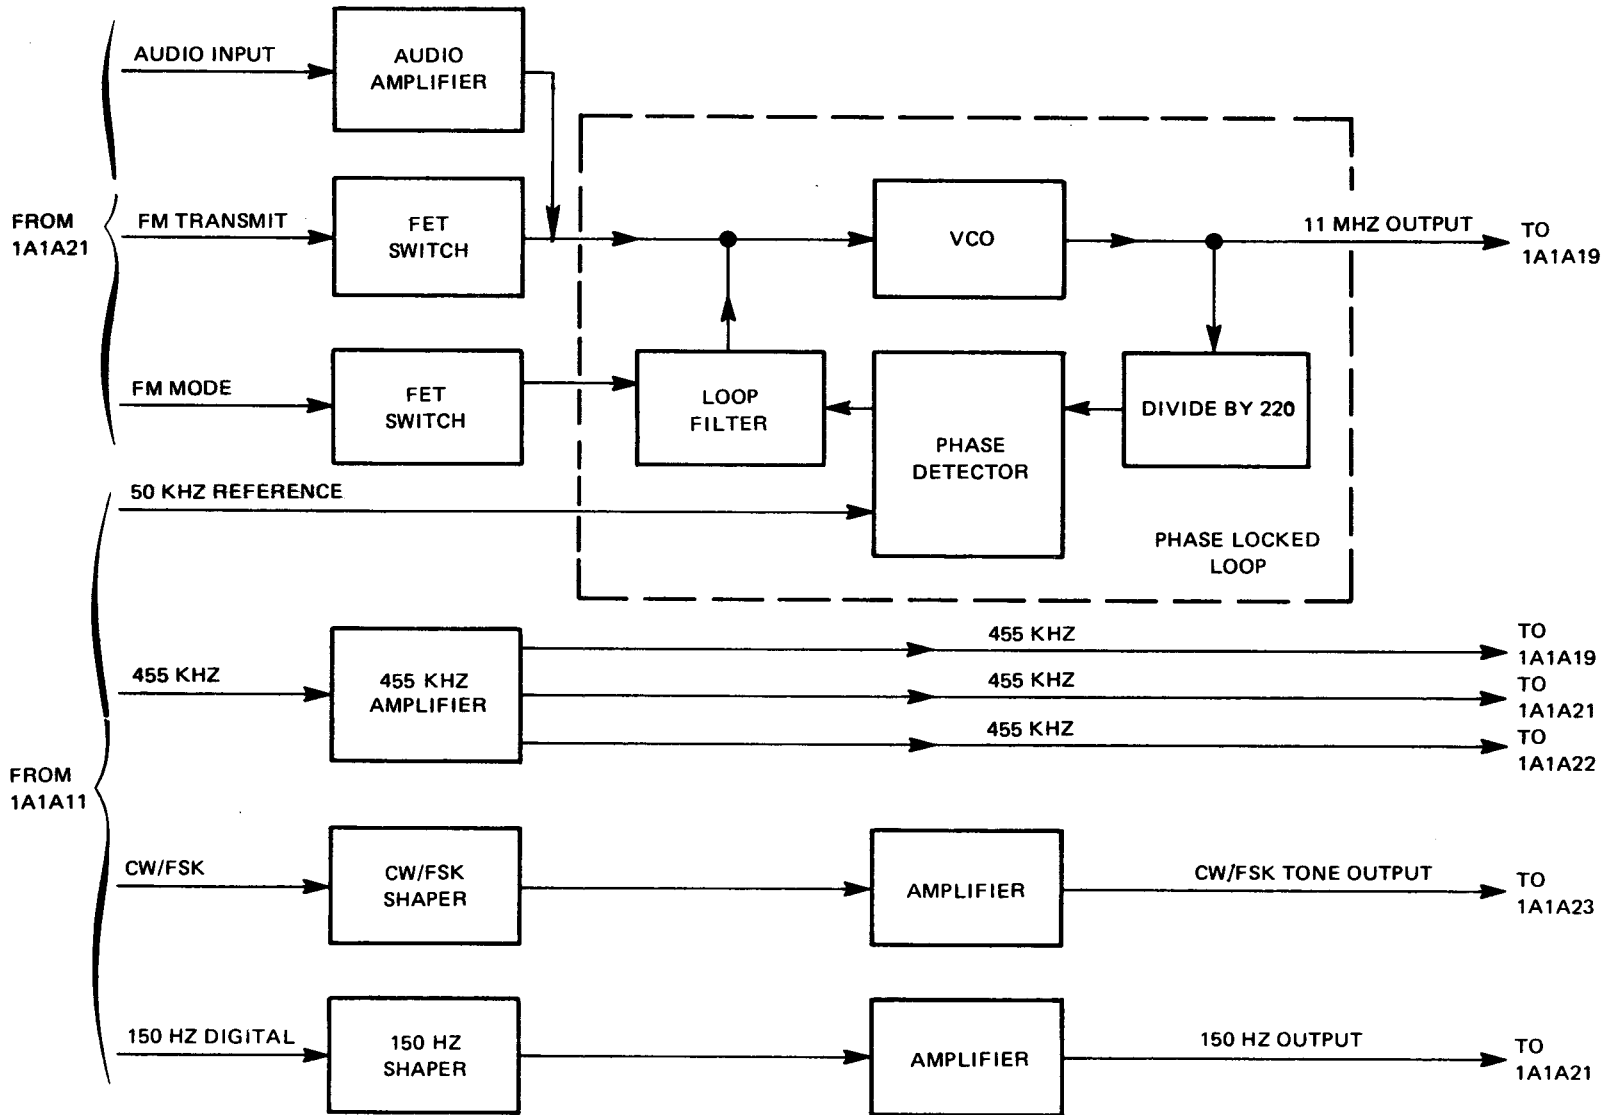 AUDIO INPUT
AUDIO
AMPLIFIER
FROM
1A1A21
FM TRANSMIT
FET
SWITCH
VCO
11 MHZ OUTPUT
TO
1A1A19
FM MODE
FET
SWITCH
LOOP
FILTER
PHASE
DETECTOR
DIVIDE BY 220
50 KHZ REFERENCE
PHASE LOCKED
LOOP
FROM
1A1A11
455 KHZ
455 KHZ
AMPLIFIER
455 KHZ
TO
1A1A19
455 KHZ
TO
1A1A21
455 KHZ
TO
1A1A22
CW/FSK
CW/FSK
SHAPER
AMPLIFIER
CW/FSK TONE OUTPUT
TO
1A1A23
150 HZ DIGITAL
150 HZ
SHAPER
AMPLIFIER
150 HZ OUTPUT
TO
1A1A21